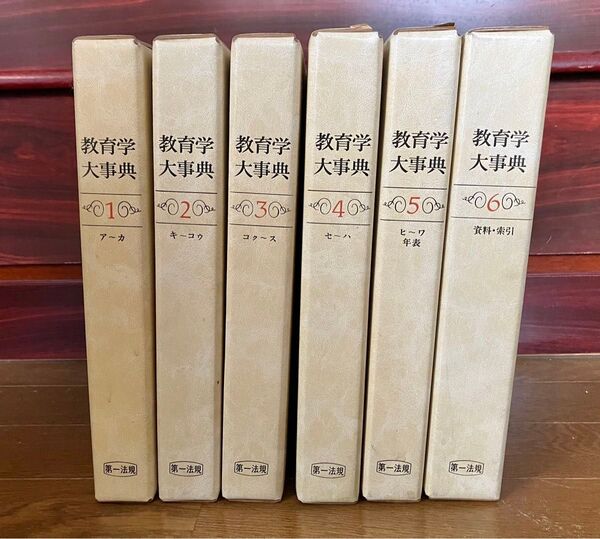 教育学
大事典
1
ア〜カ
第一法規
教育学
大事典
2
キ〜コウ
第一法規
教育学
大事典
3
コク〜ス
第一法規
教育学
大事典
4
セ〜ハ
第一法規
教育学
大事典
5
ヒ〜ワ
年表
第一法規
教育学
大事典
6
資料・索引
第一法規